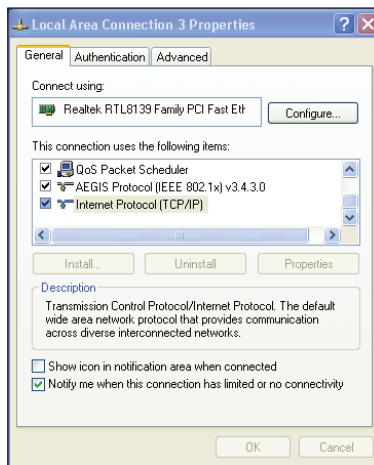 Local Area Connection 3 Properties
General Authentication Advanced
Connect using:
Realtek RTL8139 Family PCI Fast Eth
Configure...
This connection uses the following items:
QoS Packet Scheduler
AEGIS Protocol (IEEE 802.1x) v3.4.3.0
Internet Protocol (TCP/IP)
Install... Uninstall Properties
Description
Transmission Control Protocol/Internet Protocol. The default
wide area network protocol that provides communication
across diverse interconnected networks.
Show icon in notification area when connected
Notify me when this connection has limited or no connectivity
OK Cancel